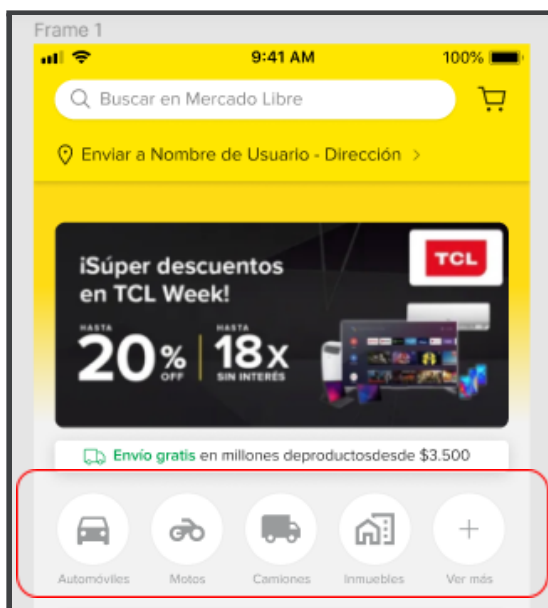 Frame 1
9:41 AM
100%
Buscar en Mercado Libre
Enviar a Nombre de Usuario - Dirección >
¡Súper descuentos
en TCL Week!
TCL
HASTA
20% OFF
HASTA
18x
SIN INTERÉS
Envío gratis en millones deproductosdesde $3.500
Automóviles Motos Camiones Inmuebles Ver más